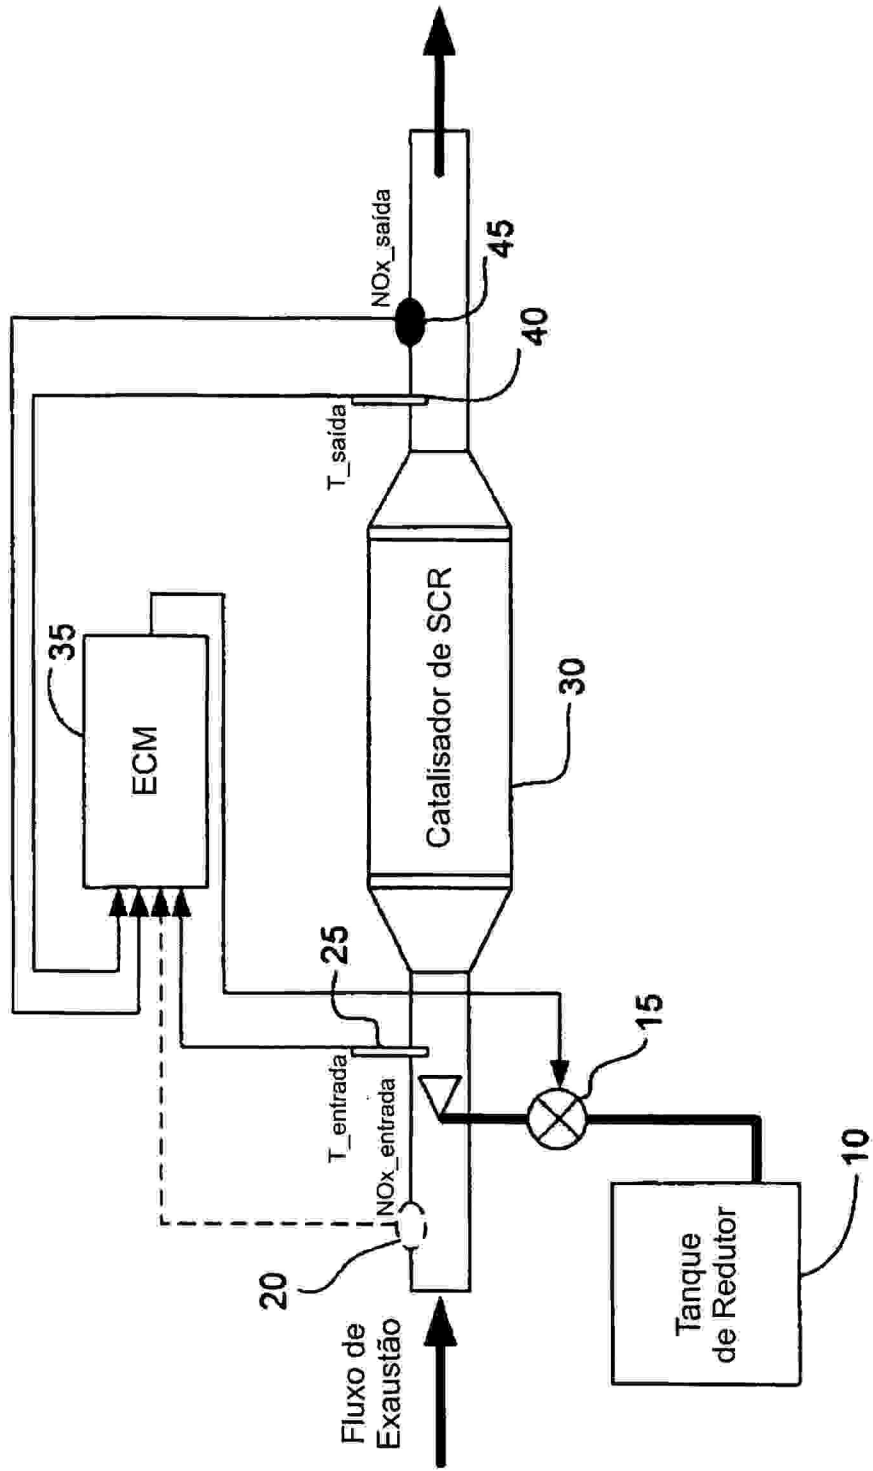 35
ECM
T_saída
NOx_saída
45
40
25
T_entrada
NOx_entrada
20
Catalisador de SCR
30
Fluxo de
Exaustão
15
Tanque
de Redutor
10